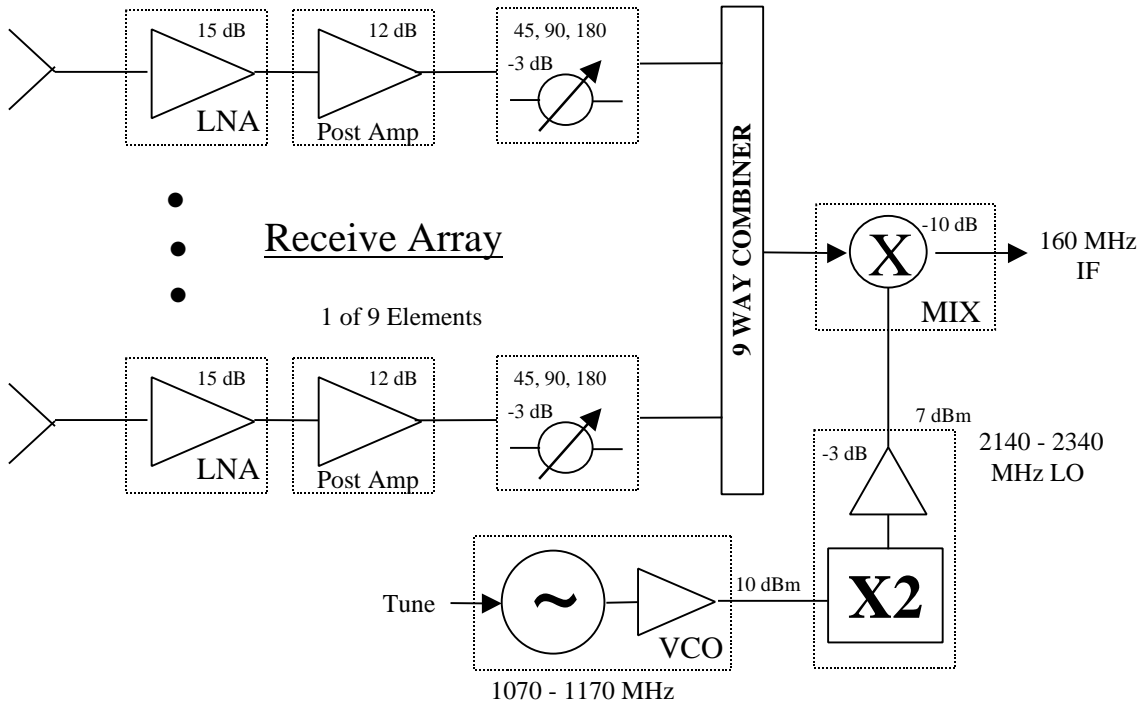 15 dB
LNA
12 dB
Post Amp
45, 90, 180
-3 dB
Receive Array
1 of 9 Elements
9 WAY COMBINER
X
-10 dB
MIX
160 MHz
IF
15 dB
LNA
12 dB
Post Amp
45, 90, 180
-3 dB
7 dBm
-3 dB
2140 - 2340
MHz LO
X2
Tune
~
VCO
10 dBm
1070 - 1170 MHz